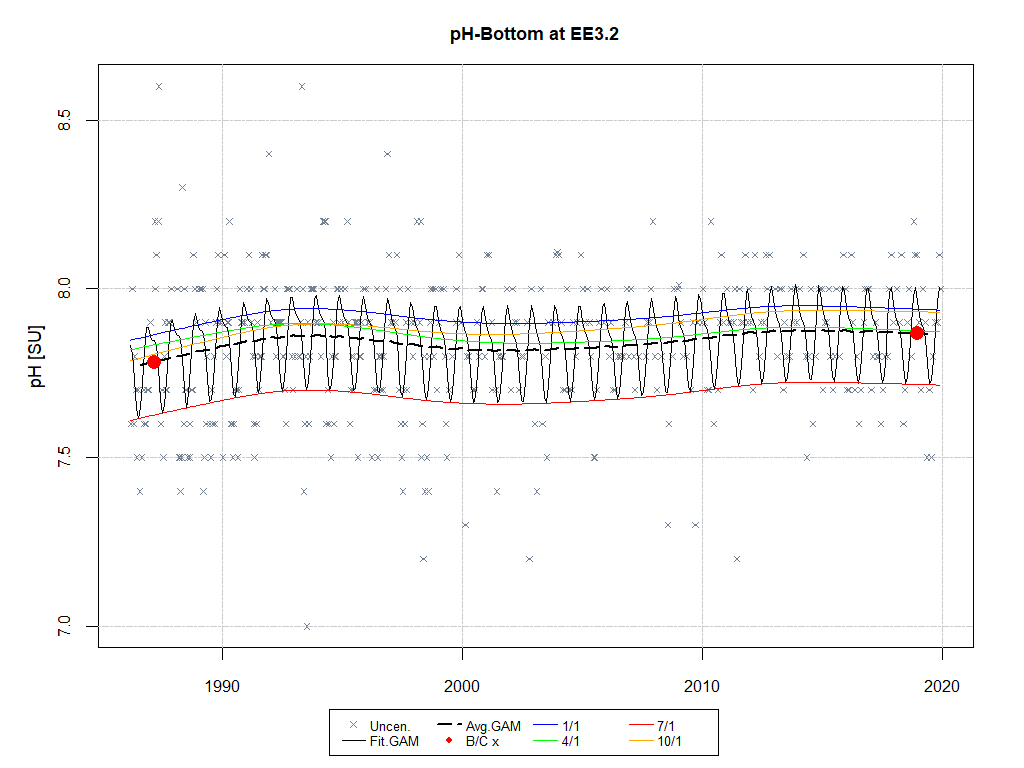 pH-Bottom at EE3.2
pH [SU]
8.5
8.0
7.5
7.0
1990 2000 2010 2020
Uncen. Avg.GAM 1/1 7/1
Fit.GAM B/C x 4/1 10/1